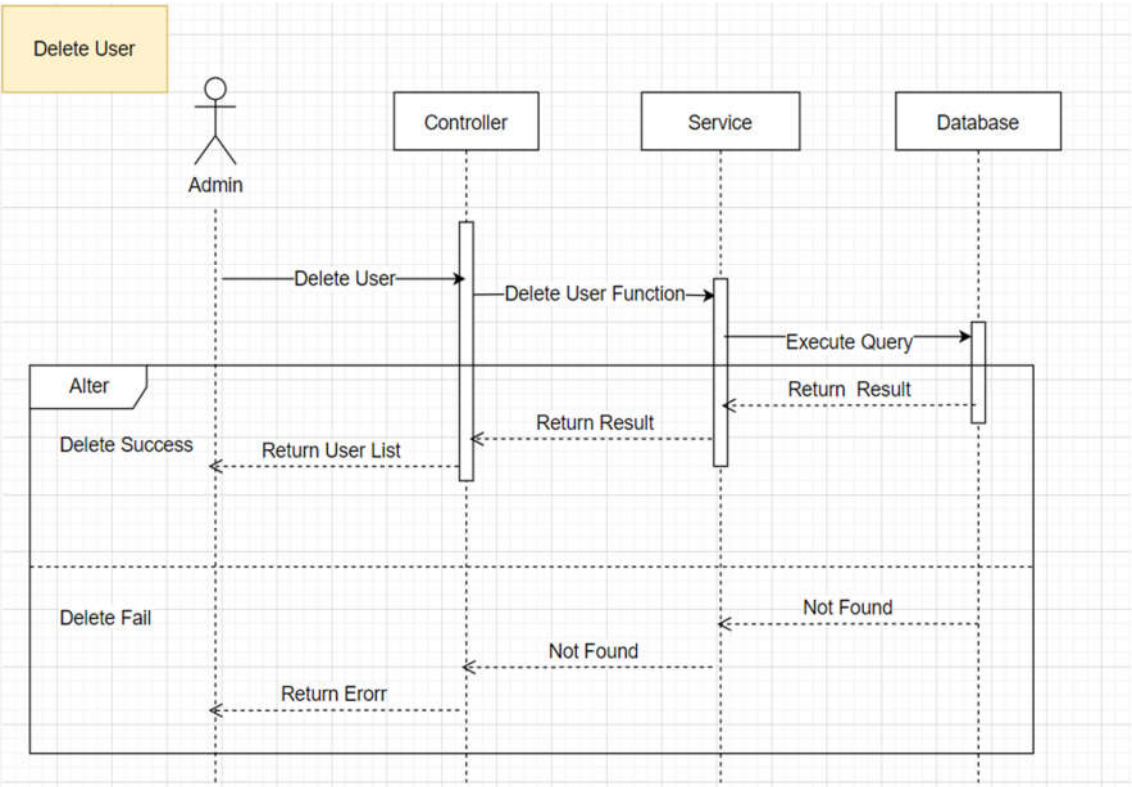 Delete User
Admin
Controller
Service
Database
Delete User
Delete User Function
Execute Query
Alter
Return Result
Return Result
Delete Success
Return User List
Delete Fail
Not Found
Not Found
Return Erorr